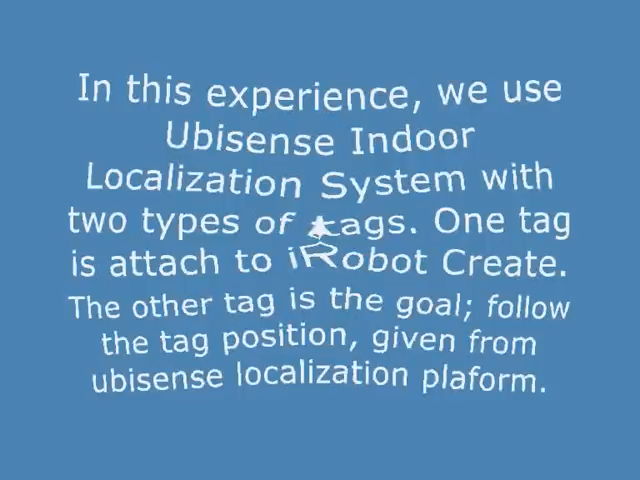 In this experience, we use
Ubisense Indoor
Localization System with
two types of tags. One tag
is attach to iRobot Create.
The other tag is the goal; follow
the tag position, given from
ubisense localization plaform.